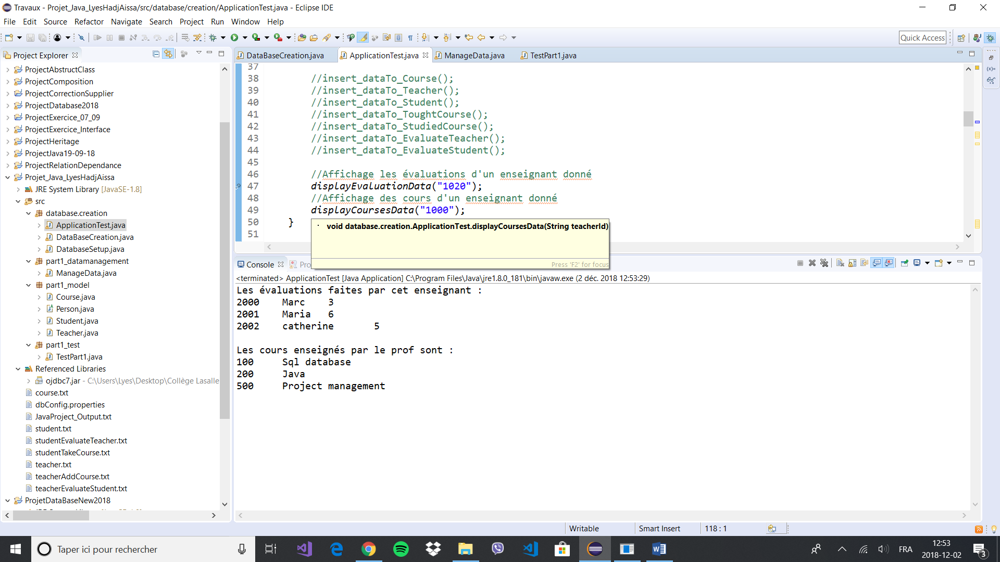 Travaux - Projet_Java_LyesHadjAissa/src/database/creation/ApplicationTest.java - Eclipse IDE
File Edit Source Refactor Navigate Search Project Run Window Help
Quick Access
Project Explorer
ProjectAbstructClass
ProjectComposition
ProjectCorrectionSupplier
ProjectDatabase2018
ProjectExercice_07_09
ProjectExercice_Interface
ProjectHeritage
ProjectJava19-09-18
ProjectRelationDependance
Projet_Java_LyesHadjAissa
JRE System Library [JavaSE-1.8]
src
database.creation
ApplicationTest.java
DataBaseCreation.java
DatabaseSetup.java
part1_datamanagement
ManageData.java
part1_model
Course.java
Person.java
Student.java
Teacher.java
part1_test
TestPart1.java
Referenced Libraries
ojdbc7.jar - C:\Users\Lyes\Desktop\Collège Lasalle
course.txt
dbConfig.properties
JavaProject_Output.txt
student.txt
studentEvaluateTeacher.txt
studentTakeCourse.txt
teacher.txt
teacherAddCourse.txt
teacherEvaluateStudent.txt
ProjetDataBaseNew2018
DataBaseCreation.java ApplicationTest.java ManageData.java TestPart1.java
37
38 //insert_dataTo_Course();
39 //insert_dataTo_Teacher();
40 //insert_dataTo_Student();
41 //insert_dataTo_ToughtCourse();
42 //insert_dataTo_StudiedCourse();
43 //insert_dataTo_EvaluateTeacher();
44 //insert_dataTo_EvaluateStudent();
45
46 //Affichage les évaluations d'un enseignant donné
47 displayEvaluationData("1020");
48 //Affichage des cours d'un enseignant donné
49 displayCoursesData("1000");
50 }
51
void database.creation.ApplicationTest.displayCoursesData(String teacherId)
Press 'F2' for focus
Console Pro
<terminated> ApplicationTest [Java Application] C:\Program Files\Java\jre1.8.0_181\bin\javaw.exe (2 déc. 2018 12:53:29)
Les évaluations faites par cet enseignant :
2000 Marc 3
2001 Maria 6
2002 catherine 5
Les cours enseignés par le prof sont :
100 Sql database
200 Java
500 Project management
Writable Smart Insert 118 : 1
Taper ici pour rechercher
FRA
12:53
2018-12-02
3